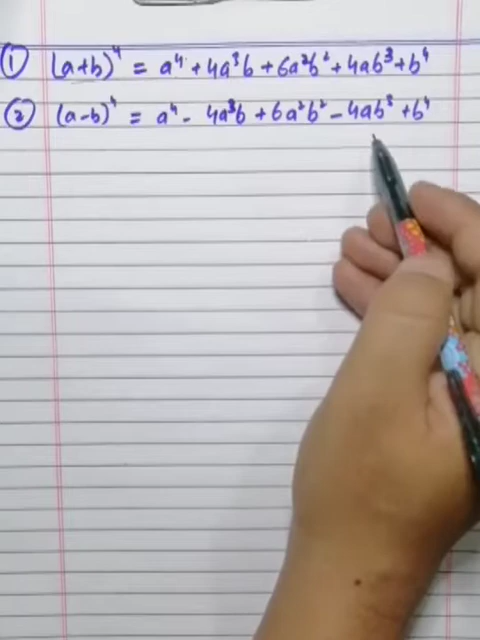 ① (a+b)⁴ = a⁴ + 4a³b + 6a²b² + 4ab³ + b⁴
② (a-b)⁴ = a⁴ - 4a³b + 6a²b² - 4ab³ + b⁴